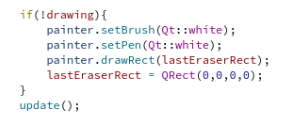 if(!drawing){
    painter.setBrush(Qt::white);
    painter.setPen(Qt::white);
    painter.drawRect(lastEraserRect);
    lastEraserRect = QRect(0,0,0,0);
}
update();